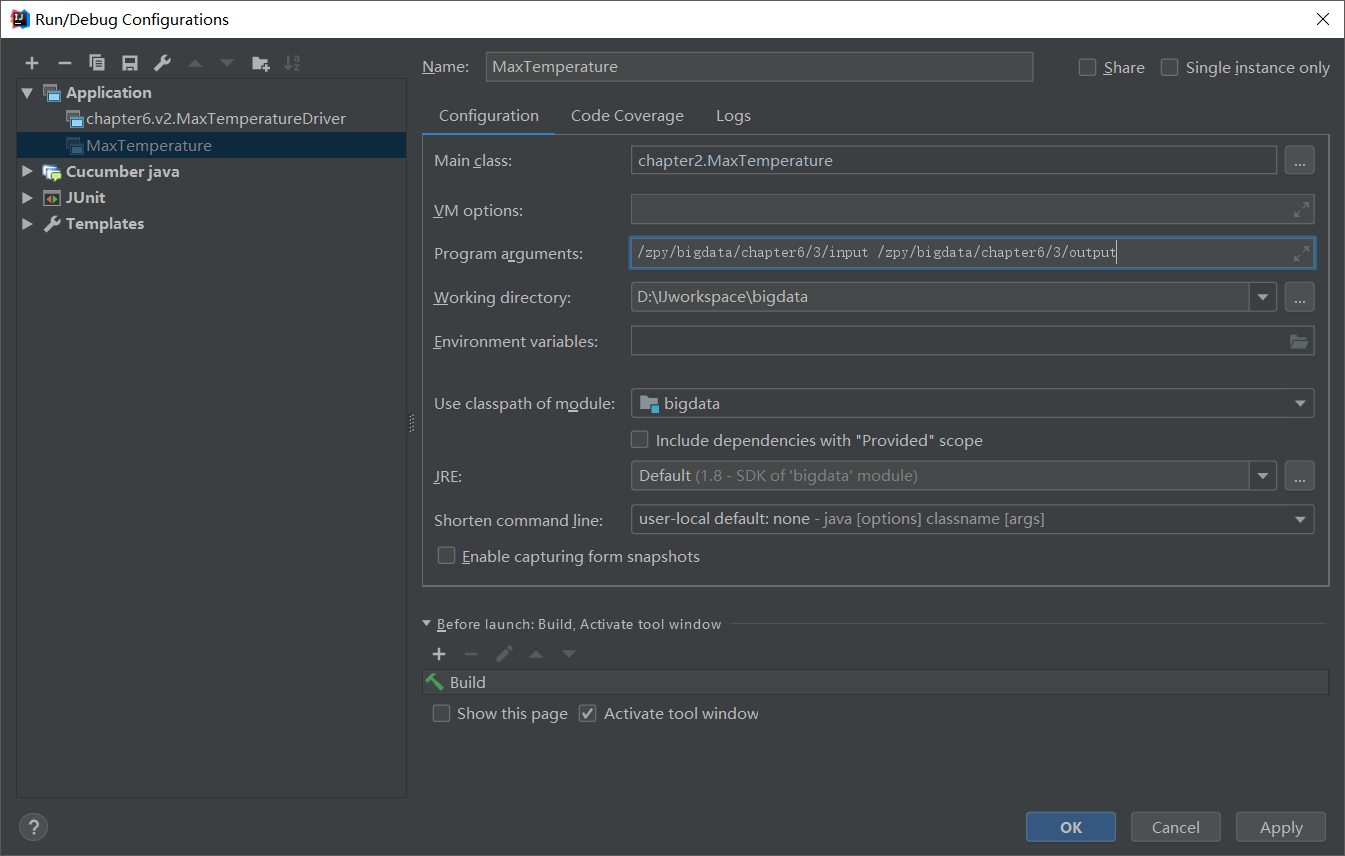 Run/Debug Configurations
Application
chapter6.v2.MaxTemperatureDriver
MaxTemperature
Cucumber java
JUnit
Templates
Name: MaxTemperature Share Single instance only
Configuration Code Coverage Logs
Main class: chapter2.MaxTemperature ...
VM options:
Program arguments: /zpy/bigdata/chapter6/3/input /zpy/bigdata/chapter6/3/output
Working directory: D:\IJworkspace\bigdata ...
Environment variables:
Use classpath of module: bigdata
Include dependencies with "Provided" scope
JRE: Default (1.8 - SDK of 'bigdata' module) ...
Shorten command line: user-local default: none - java [options] classname [args]
Enable capturing form snapshots
Before launch: Build, Activate tool window
Build
Show this page Activate tool window
? OK Cancel Apply